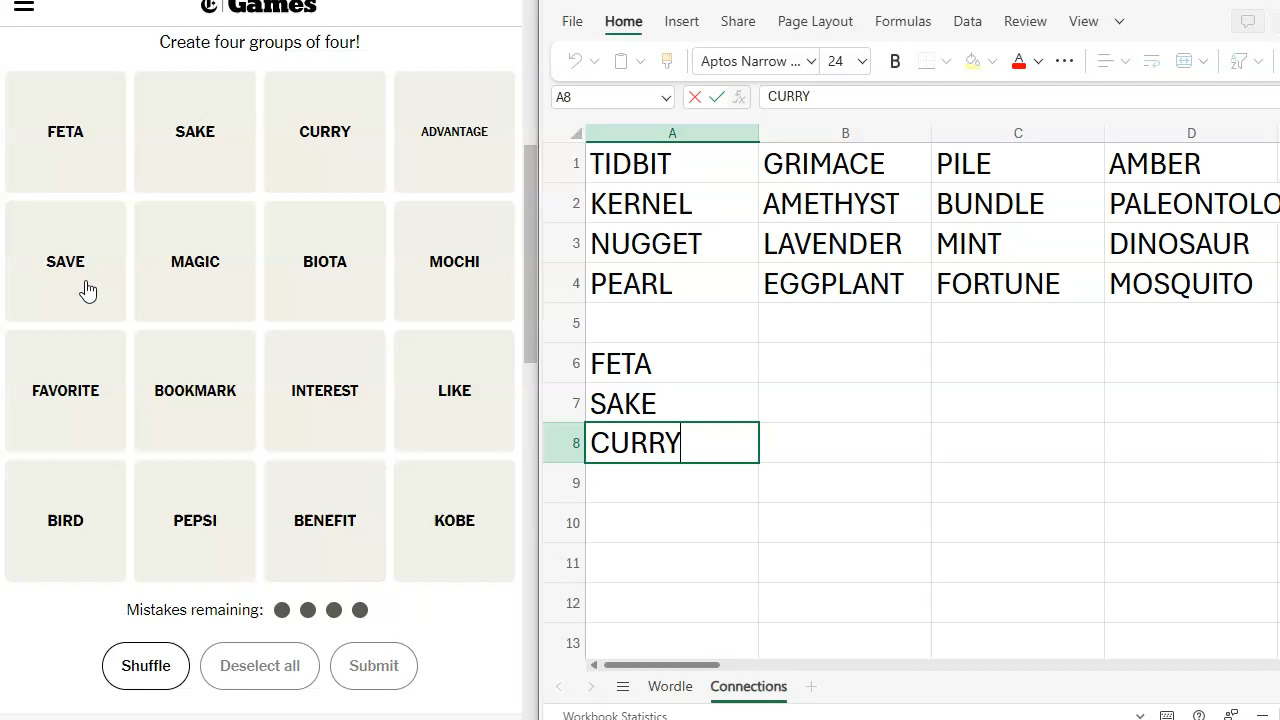 Games
Create four groups of four!
FETA SAKE CURRY ADVANTAGE
SAVE MAGIC BIOTA MOCHI
FAVORITE BOOKMARK INTEREST LIKE
BIRD PEPSI BENEFIT KOBE
Mistakes remaining:
Shuffle Deselect all Submit
File Home Insert Share Page Layout Formulas Data Review View
Aptos Narrow ... 24 B A
A8 fx CURRY
A B C D
1 TIDBIT GRIMACE PILE AMBER
2 KERNEL AMETHYST BUNDLE PALEONTOLO
3 NUGGET LAVENDER MINT DINOSAUR
4 PEARL EGGPLANT FORTUNE MOSQUITO
5
6 FETA
7 SAKE
8 CURRY
9
10
11
12
13
Wordle Connections
Workbook Statistics